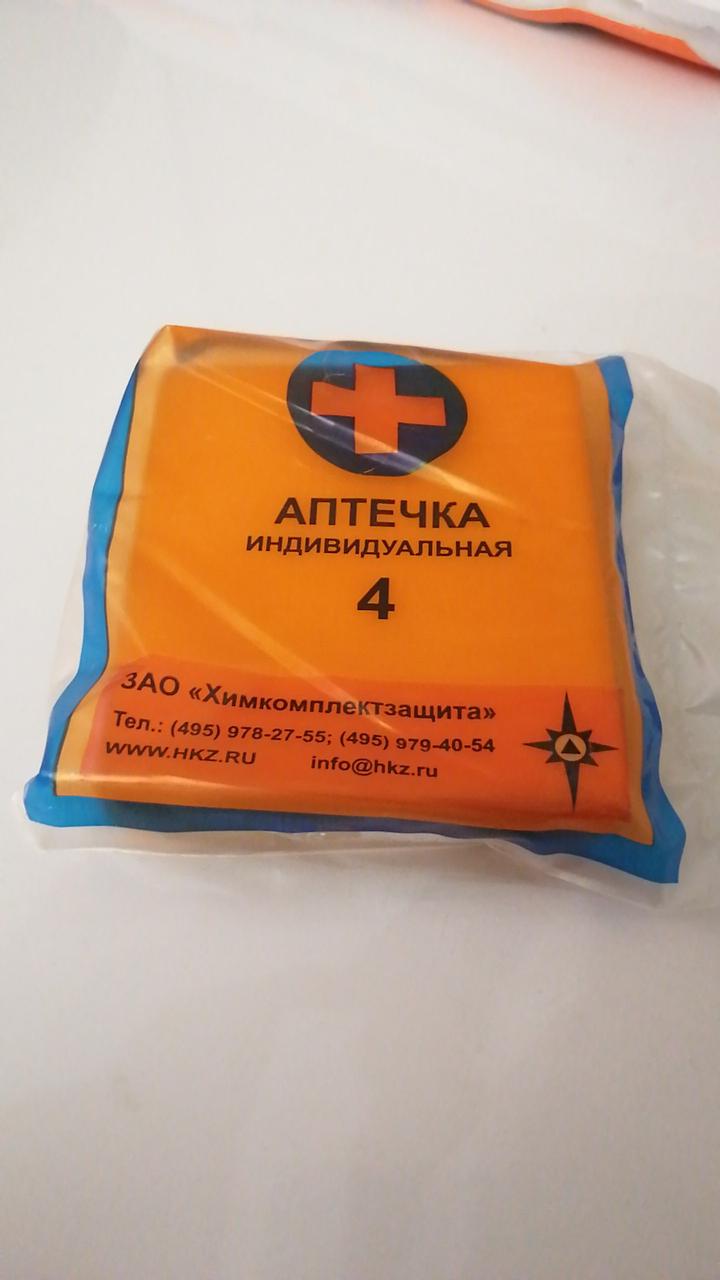 АПТЕЧКА
ИНДИВИДУАЛЬНАЯ
4
ЗАО «Химкомплектзащита»
Тел.: (495) 978-27-55; (495) 979-40-54
WWW.HKZ.RU info@hkz.ru